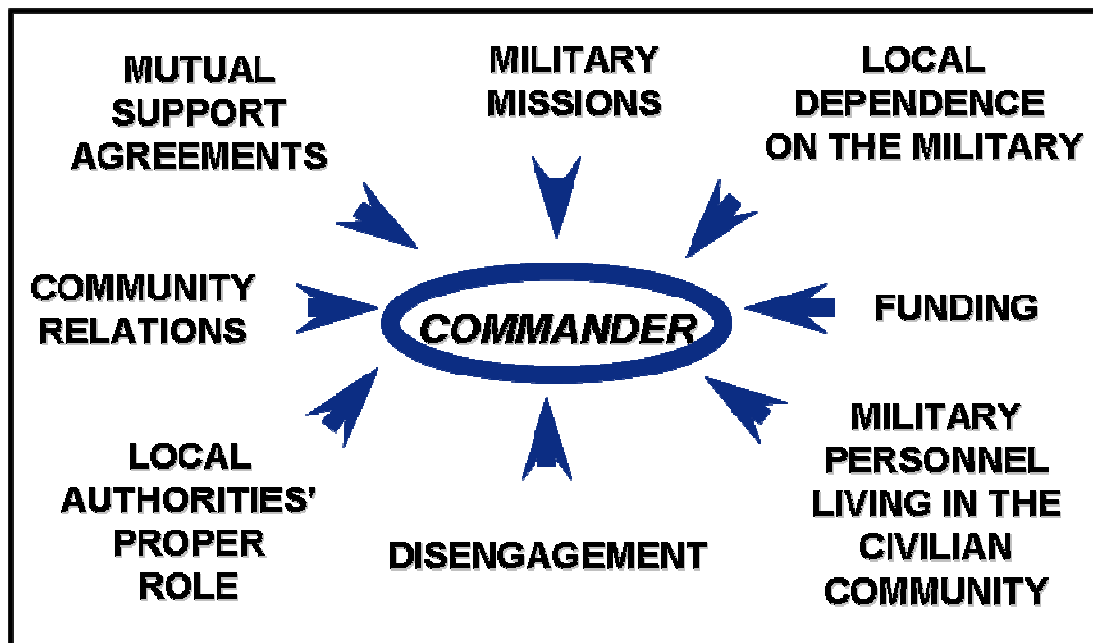 MUTUAL
SUPPORT
AGREEMENTS
MILITARY
MISSIONS
LOCAL
DEPENDENCE
ON THE MILITARY
COMMUNITY
RELATIONS
COMMANDER
FUNDING
LOCAL
AUTHORITIES'
PROPER
ROLE
DISENGAGEMENT
MILITARY
PERSONNEL
LIVING IN THE
CIVILIAN
COMMUNITY